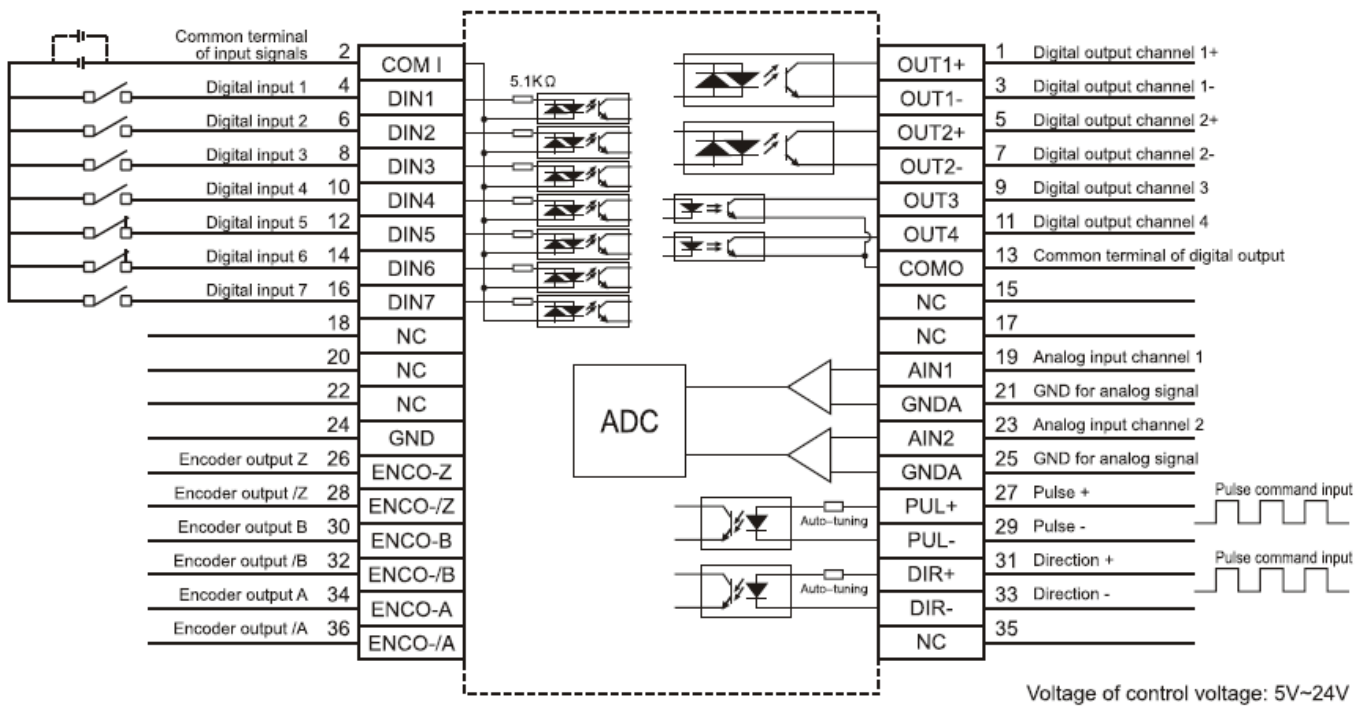 Common terminal
of input signals
2
COM I
Digital input 1
4
DIN1
Digital input 2
6
DIN2
Digital input 3
8
DIN3
Digital input 4
10
DIN4
Digital input 5
12
DIN5
Digital input 6
14
DIN6
Digital input 7
16
DIN7
18
NC
20
NC
22
NC
24
GND
Encoder output Z
26
ENCO-Z
Encoder output /Z
28
ENCO-/Z
Encoder output B
30
ENCO-B
Encoder output /B
32
ENCO-/B
Encoder output A
34
ENCO-A
Encoder output /A
36
ENCO-/A
5.1KΩ
ADC
Auto-tuning
Auto-tuning
OUT1+
1
Digital output channel 1+
OUT1-
3
Digital output channel 1-
OUT2+
5
Digital output channel 2+
OUT2-
7
Digital output channel 2-
OUT3
9
Digital output channel 3
OUT4
11
Digital output channel 4
COMO
13
Common terminal of digital output
NC
15
NC
17
AIN1
19
Analog input channel 1
GNDA
21
GND for analog signal
AIN2
23
Analog input channel 2
GNDA
25
GND for analog signal
PUL+
27
Pulse +
Pulse command input
PUL-
29
Pulse -
DIR+
31
Direction +
Pulse command input
DIR-
33
Direction -
NC
35
Voltage of control voltage: 5V~24V